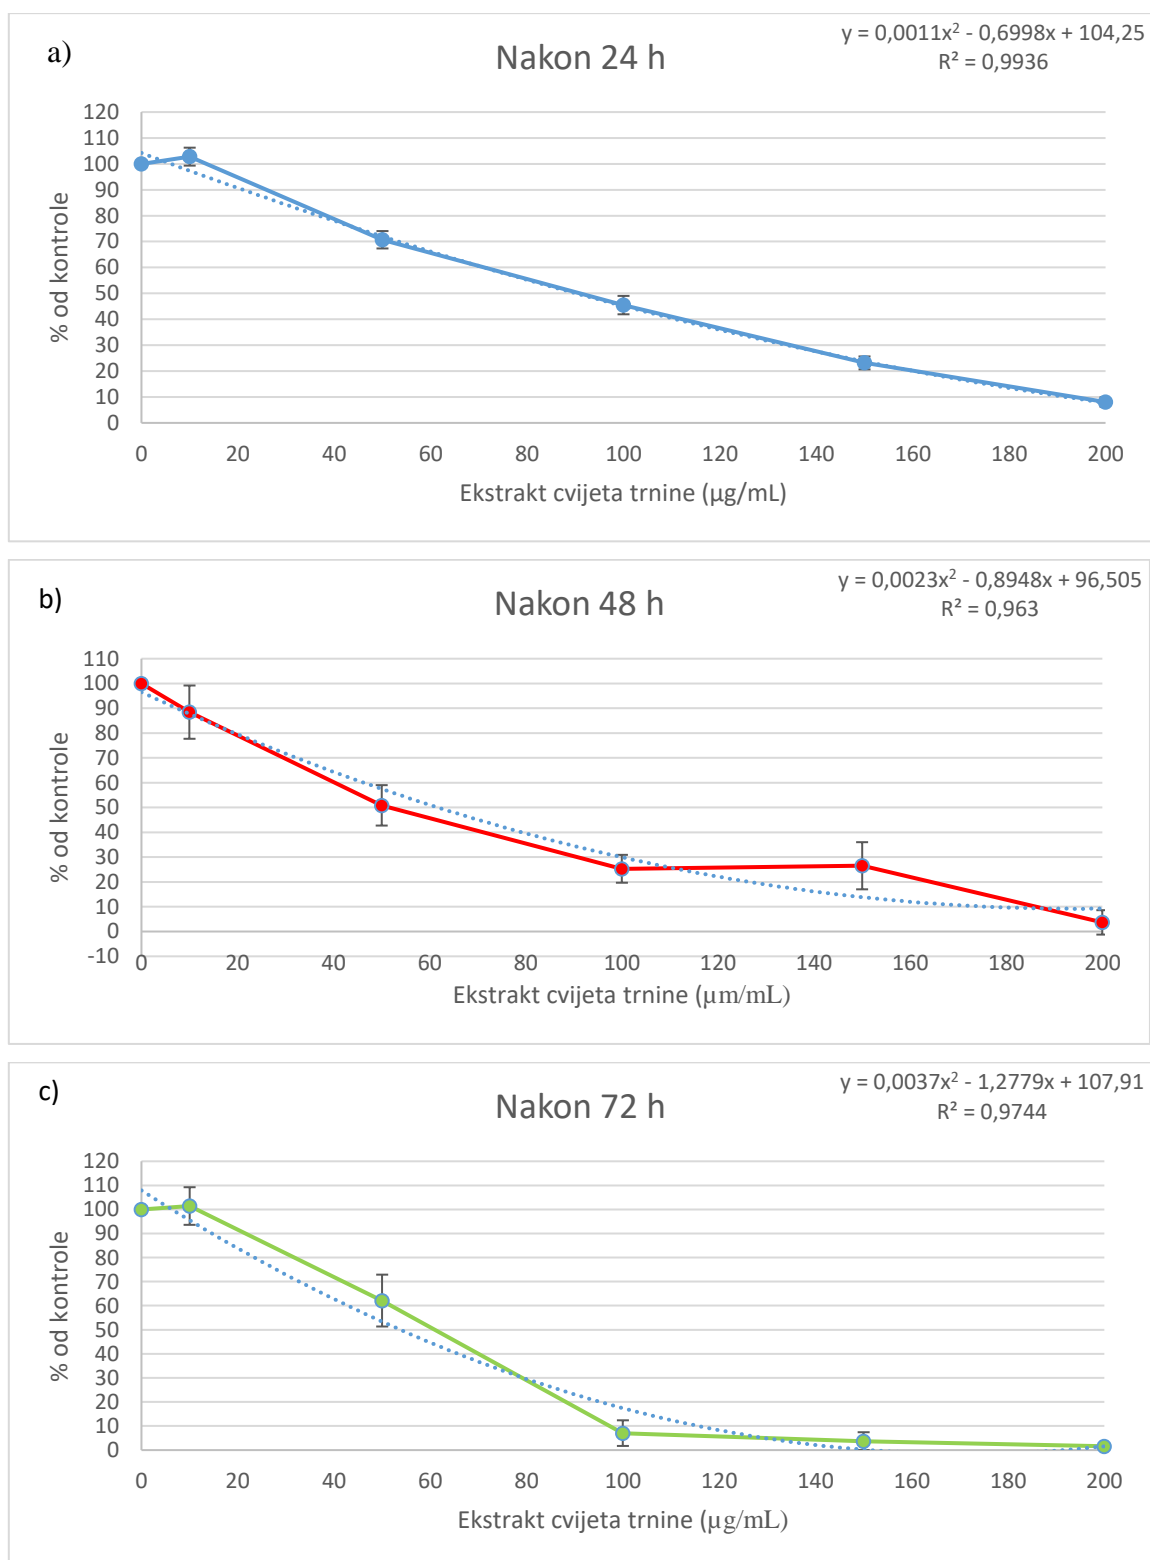 a)
Nakon 24 h
y = 0,0011x² - 0,6998x + 104,25
R² = 0,9936
120
110
100
90
80
70
60
50
40
30
20
10
0
% od kontrole
0 20 40 60 80 100 120 140 160 180 200
Ekstrakt cvijeta trnine (µg/mL)
b)
Nakon 48 h
y = 0,0023x² - 0,8948x + 96,505
R² = 0,963
110
100
90
80
70
60
50
40
30
20
10
0
-10
% od kontrole
0 20 40 60 80 100 120 140 160 180 200
Ekstrakt cvijeta trnine (µm/mL)
c)
Nakon 72 h
y = 0,0037x² - 1,2779x + 107,91
R² = 0,9744
120
110
100
90
80
70
60
50
40
30
20
10
0
% od kontrole
0 20 40 60 80 100 120 140 160 180 200
Ekstrakt cvijeta trnine (µg/mL)